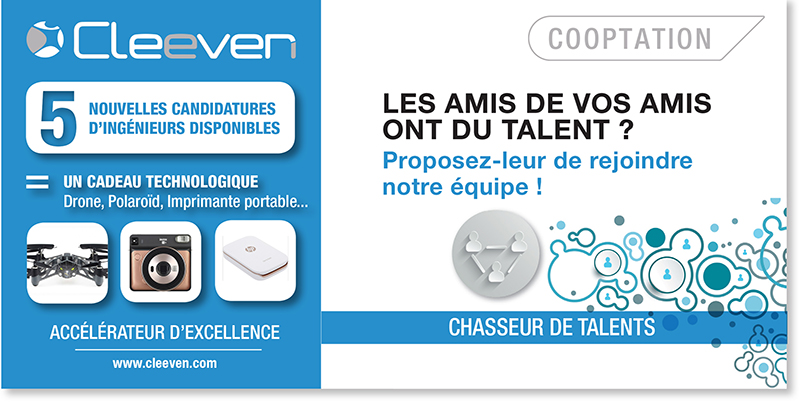 Cleeven
5 NOUVELLES CANDIDATURES
D'INGÉNIEURS DISPONIBLES
= UN CADEAU TECHNOLOGIQUE
Drone, Polaroïd, Imprimante portable...
ACCÉLÉRATEUR D'EXCELLENCE
www.cleeven.com
COOPTATION
LES AMIS DE VOS AMIS
ONT DU TALENT ?
Proposez-leur de rejoindre
notre équipe !
CHASSEUR DE TALENTS